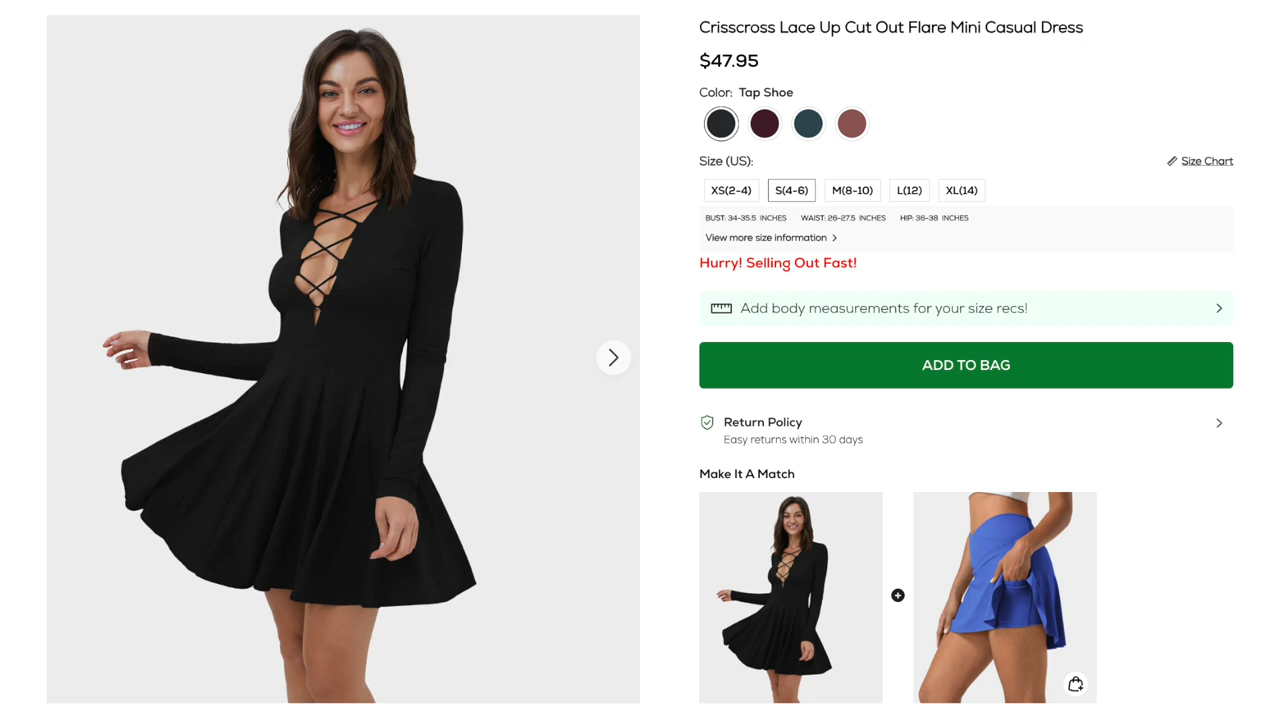 Crisscross Lace Up Cut Out Flare Mini Casual Dress
$47.95
Color: Tap Shoe
Size (US):
Size Chart
XS(2-4) S(4-6) M(8-10) L(12) XL(14)
BUST: 34-35.5 INCHES WAIST: 26-27.5 INCHES HIP: 36-38 INCHES
View more size information
Hurry! Selling Out Fast!
Add body measurements for your size recs!
ADD TO BAG
Return Policy
Easy returns within 30 days
Make It A Match